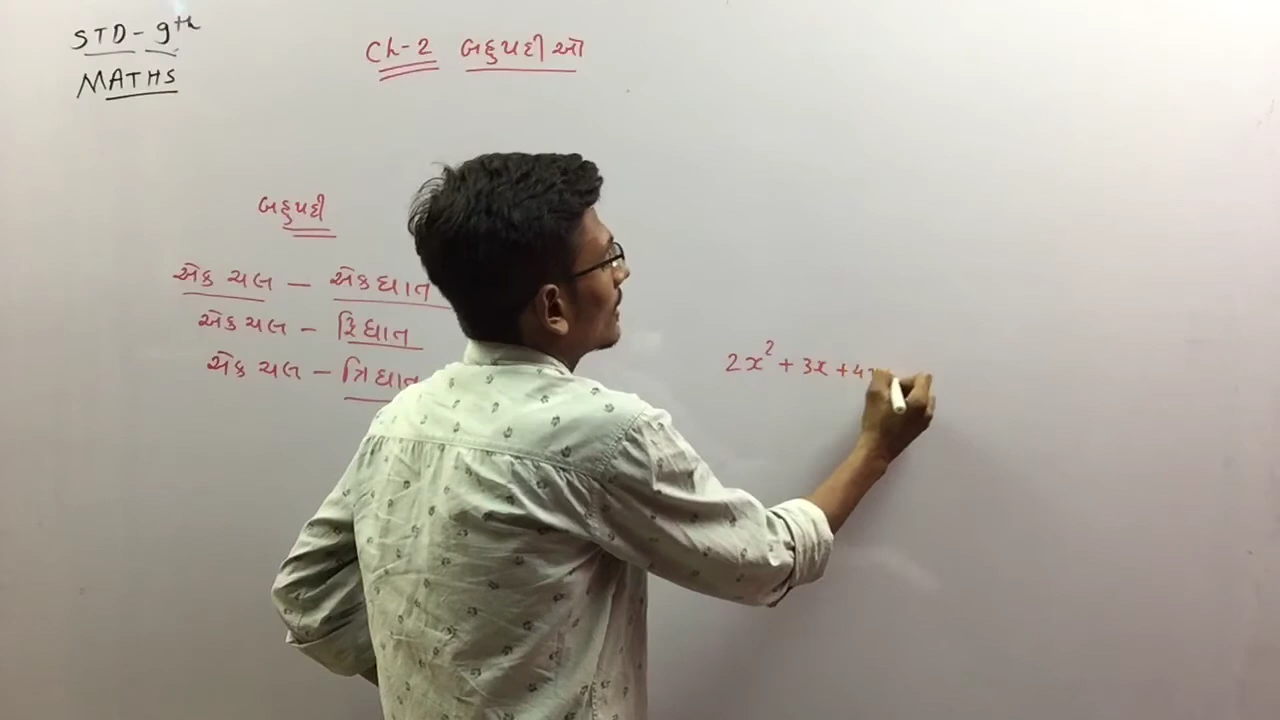 STD - 9th
MATHS
Ch-2 બહુપદીઓ
બહુપદી
એક ચલ - એકઘાત
એક ચલ - દ્વિઘાત
એક ચલ - ત્રિઘાત
2x² + 3x + 4